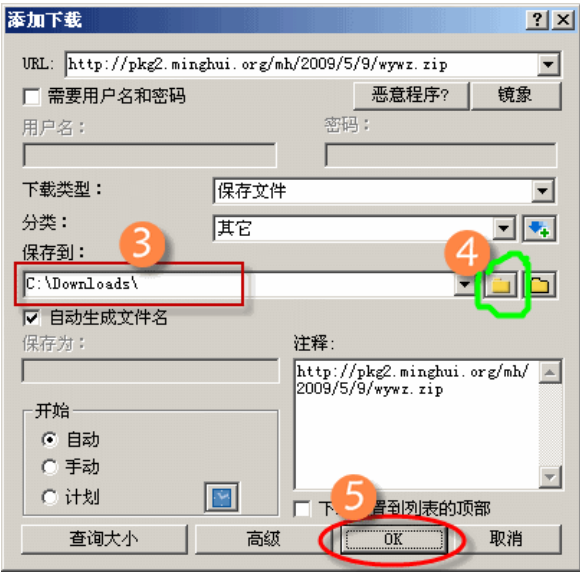 添加下载
URL: http://pkg2.minghui.org/mh/2009/5/9/wywz.zip
需要用户名和密码 恶意程序? 镜象
用户名： 密码：
下载类型： 保存文件
分类： 其它
保存到： 3 4
C:\Downloads\
自动生成文件名
保存为： 注释:
http://pkg2.minghui.org/mh/
2009/5/9/wywz.zip
开始
自动
手动
计划 5
下 置到列表的顶部
查询大小 高级 OK 取消